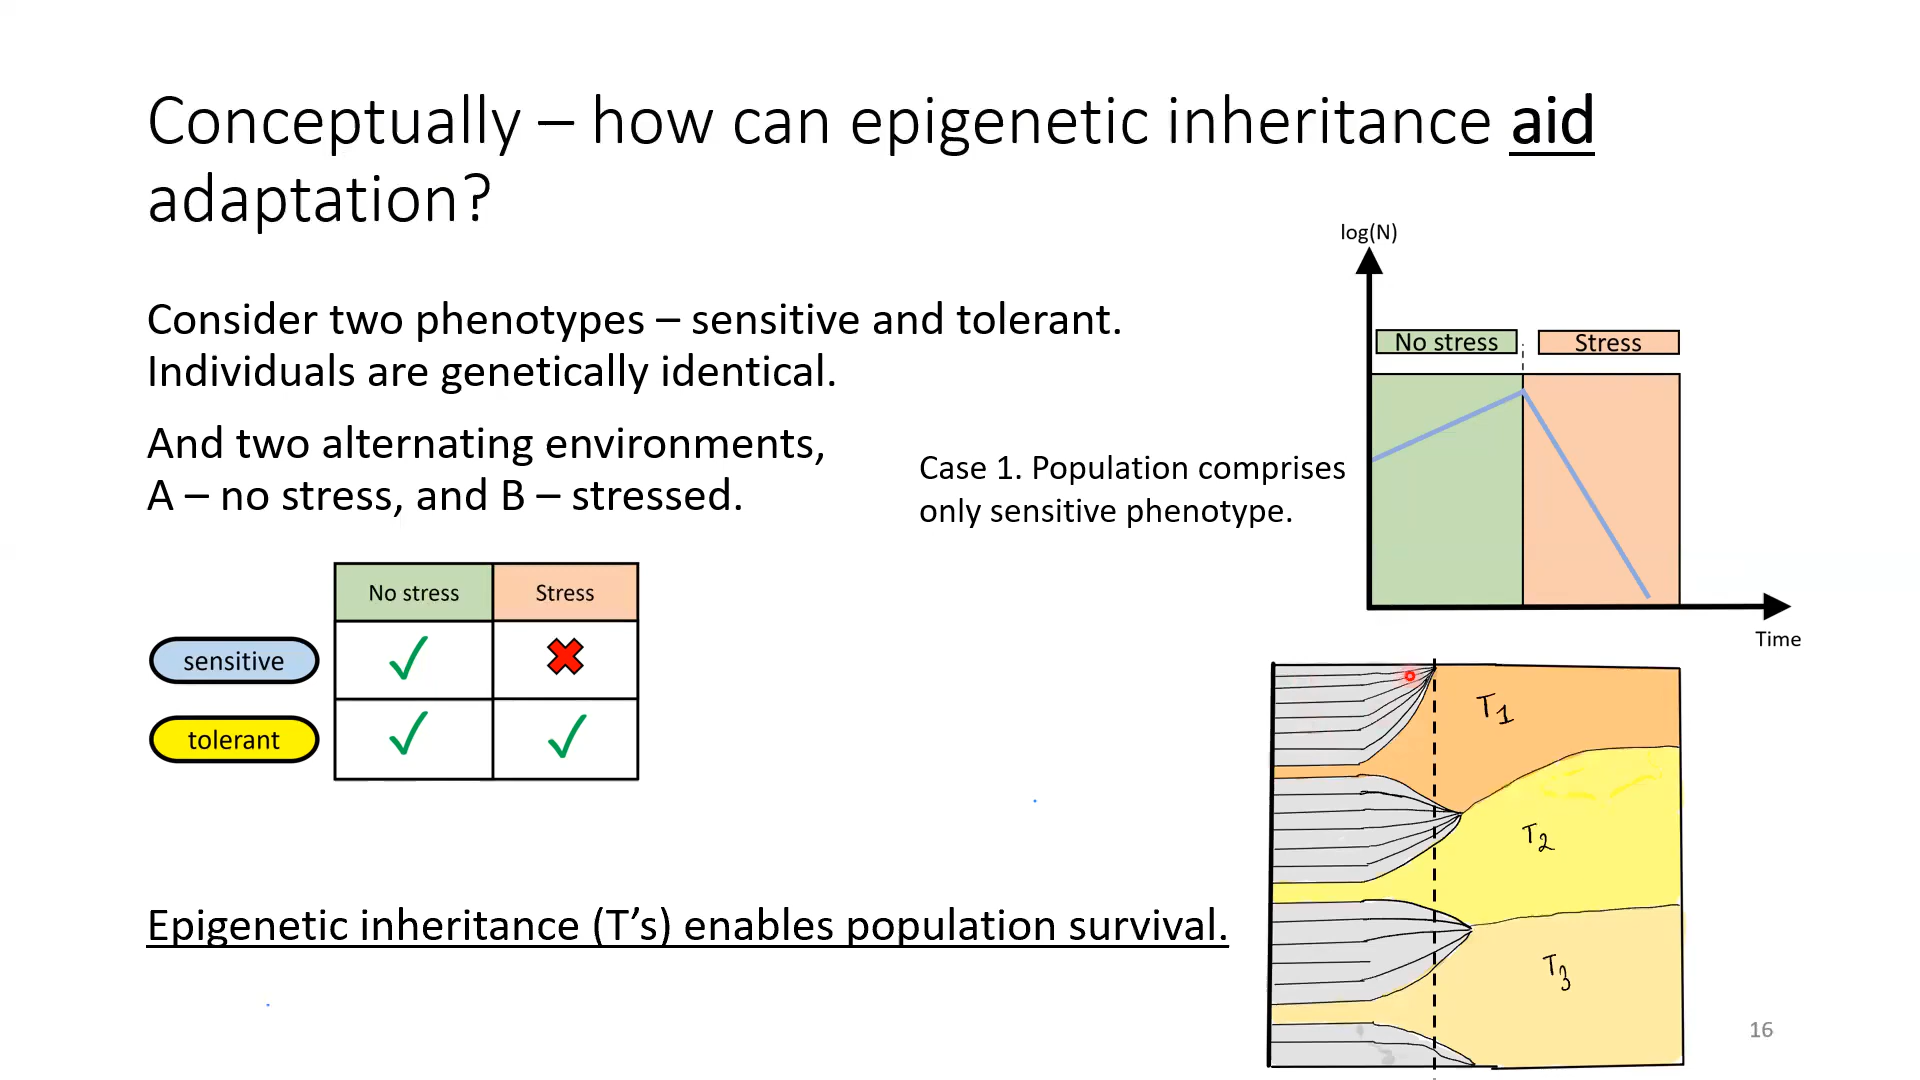 Conceptually – how can epigenetic inheritance aid
adaptation?
Consider two phenotypes – sensitive and tolerant.
Individuals are genetically identical.
And two alternating environments,
A – no stress, and B – stressed.
No stress
Stress
sensitive
tolerant
Epigenetic inheritance (T’s) enables population survival.
Case 1. Population comprises
only sensitive phenotype.
log(N)
No stress
Stress
Time
T1
T2
T3
16